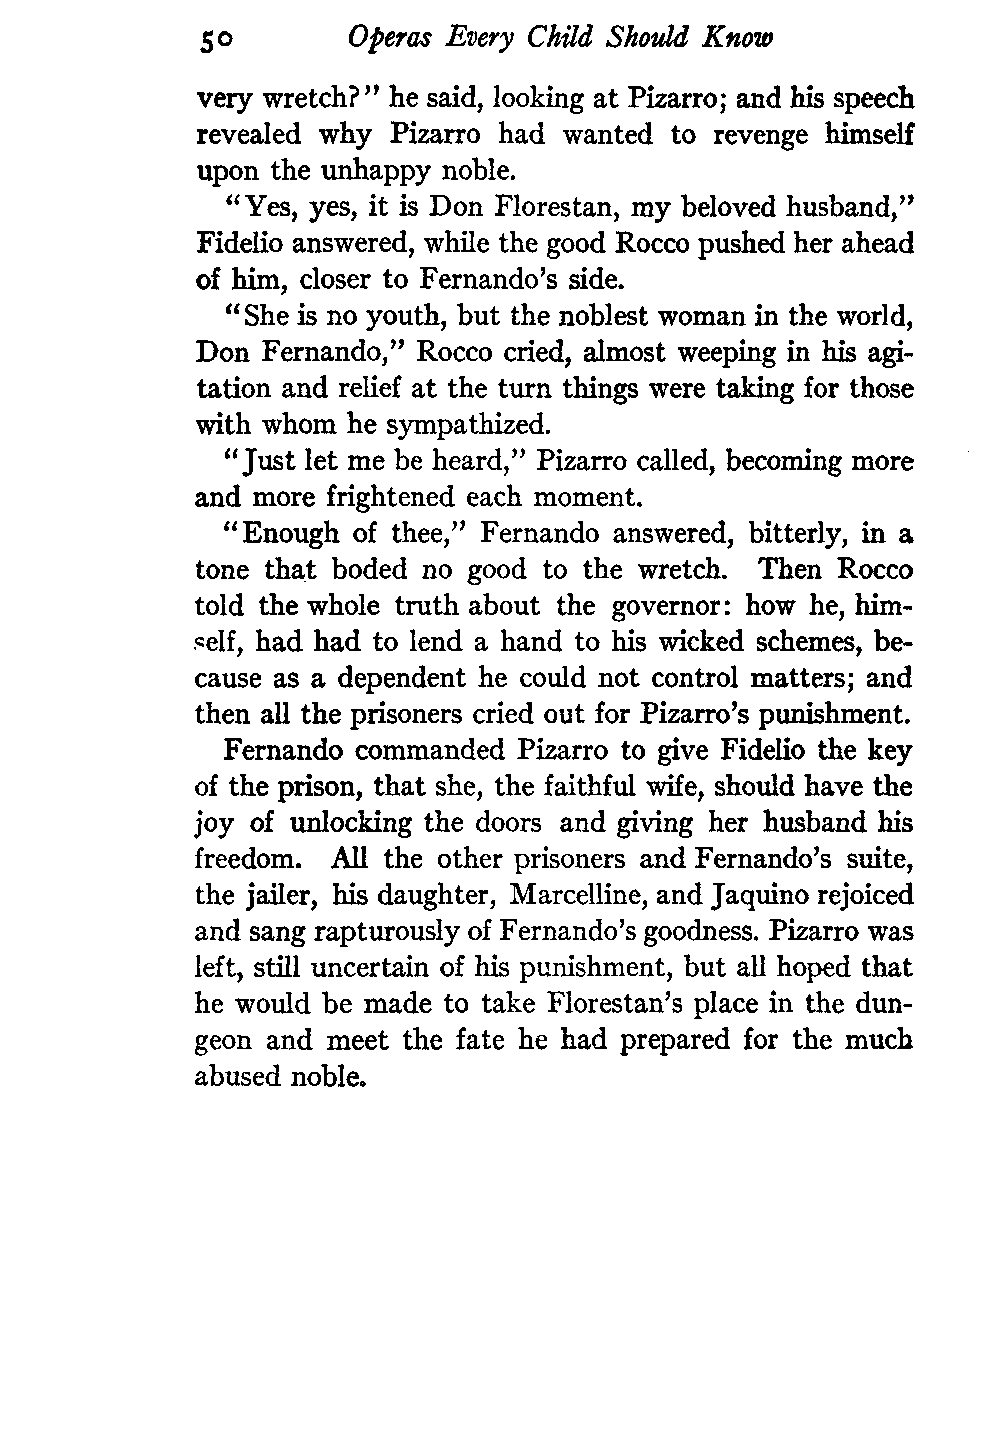 50 Operas Every Child Should Know
very wretch?" he said, looking at Pizarro; and his speech
revealed why Pizarro had wanted to revenge himself
upon the unhappy noble.
"Yes, yes, it is Don Florestan, my beloved husband,"
Fidelio answered, while the good Rocco pushed her ahead
of him, closer to Fernando's side.
"She is no youth, but the noblest woman in the world,
Don Fernando," Rocco cried, almost weeping in his agi-
tation and relief at the turn things were taking for those
with whom he sympathized.
"Just let me be heard," Pizarro called, becoming more
and more frightened each moment.
"Enough of thee," Fernando answered, bitterly, in a
tone that boded no good to the wretch. Then Rocco
told the whole truth about the governor: how he, him-
self, had had to lend a hand to his wicked schemes, be-
cause as a dependent he could not control matters; and
then all the prisoners cried out for Pizarro's punishment.
Fernando commanded Pizarro to give Fidelio the key
of the prison, that she, the faithful wife, should have the
joy of unlocking the doors and giving her husband his
freedom. All the other prisoners and Fernando's suite,
the jailer, his daughter, Marcelline, and Jaquino rejoiced
and sang rapturously of Fernando's goodness. Pizarro was
left, still uncertain of his punishment, but all hoped that
he would be made to take Florestan's place in the dun-
geon and meet the fate he had prepared for the much
abused noble.